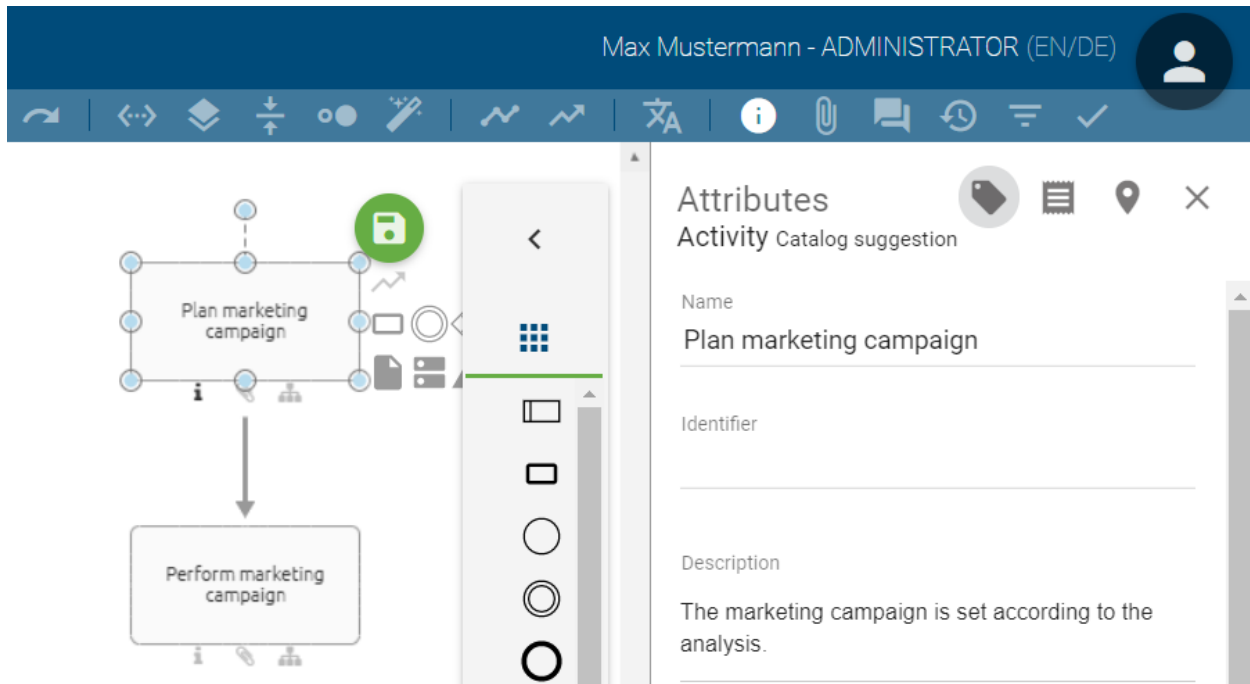 Max Mustermann - ADMINISTRATOR (EN/DE)
Plan marketing
campaign
Perform marketing
campaign
Attributes
Activity Catalog suggestion
Name
Plan marketing campaign
Identifier
Description
The marketing campaign is set according to the
analysis.